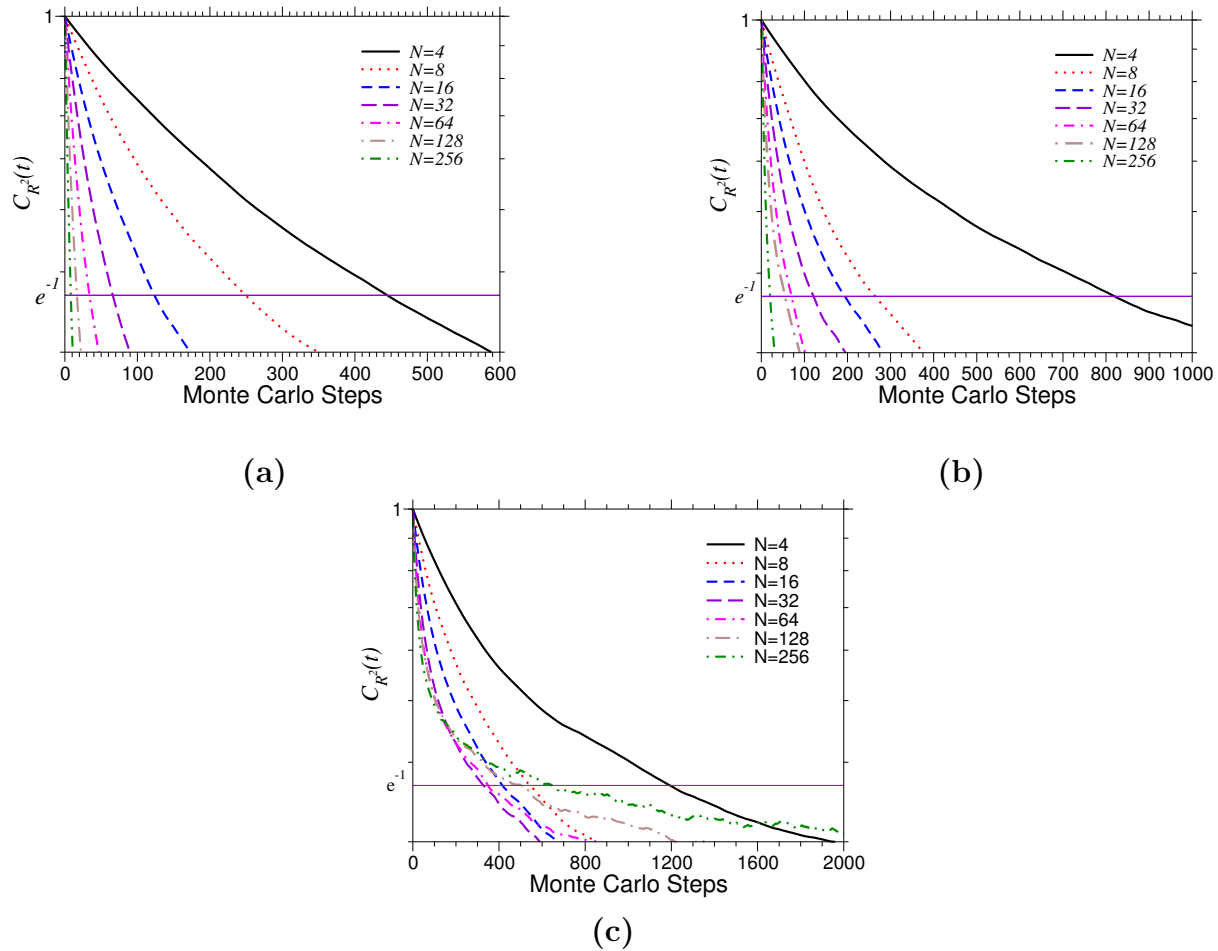 1
C_{R^2}(t)
e^{-1}
N=4
N=8
N=16
N=32
N=64
N=128
N=256
0 100 200 300 400 500 600
Monte Carlo Steps
(a)
1
C_{R^2}(t)
e^{-1}
N=4
N=8
N=16
N=32
N=64
N=128
N=256
0 100 200 300 400 500 600 700 800 900 1000
Monte Carlo Steps
(b)
1
C_{R^2}(t)
e^{-1}
N=4
N=8
N=16
N=32
N=64
N=128
N=256
0 400 800 1200 1600 2000
Monte Carlo Steps
(c)